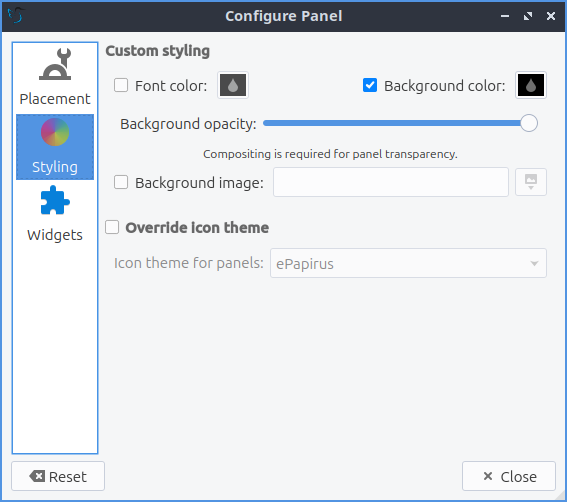 Configure Panel
Custom styling
Placement
Font color:
Background color:
Background opacity:
Compositing is required for panel transparency.
Styling
Background image:
Widgets
Override icon theme
Icon theme for panels:
ePapirus
Reset
Close